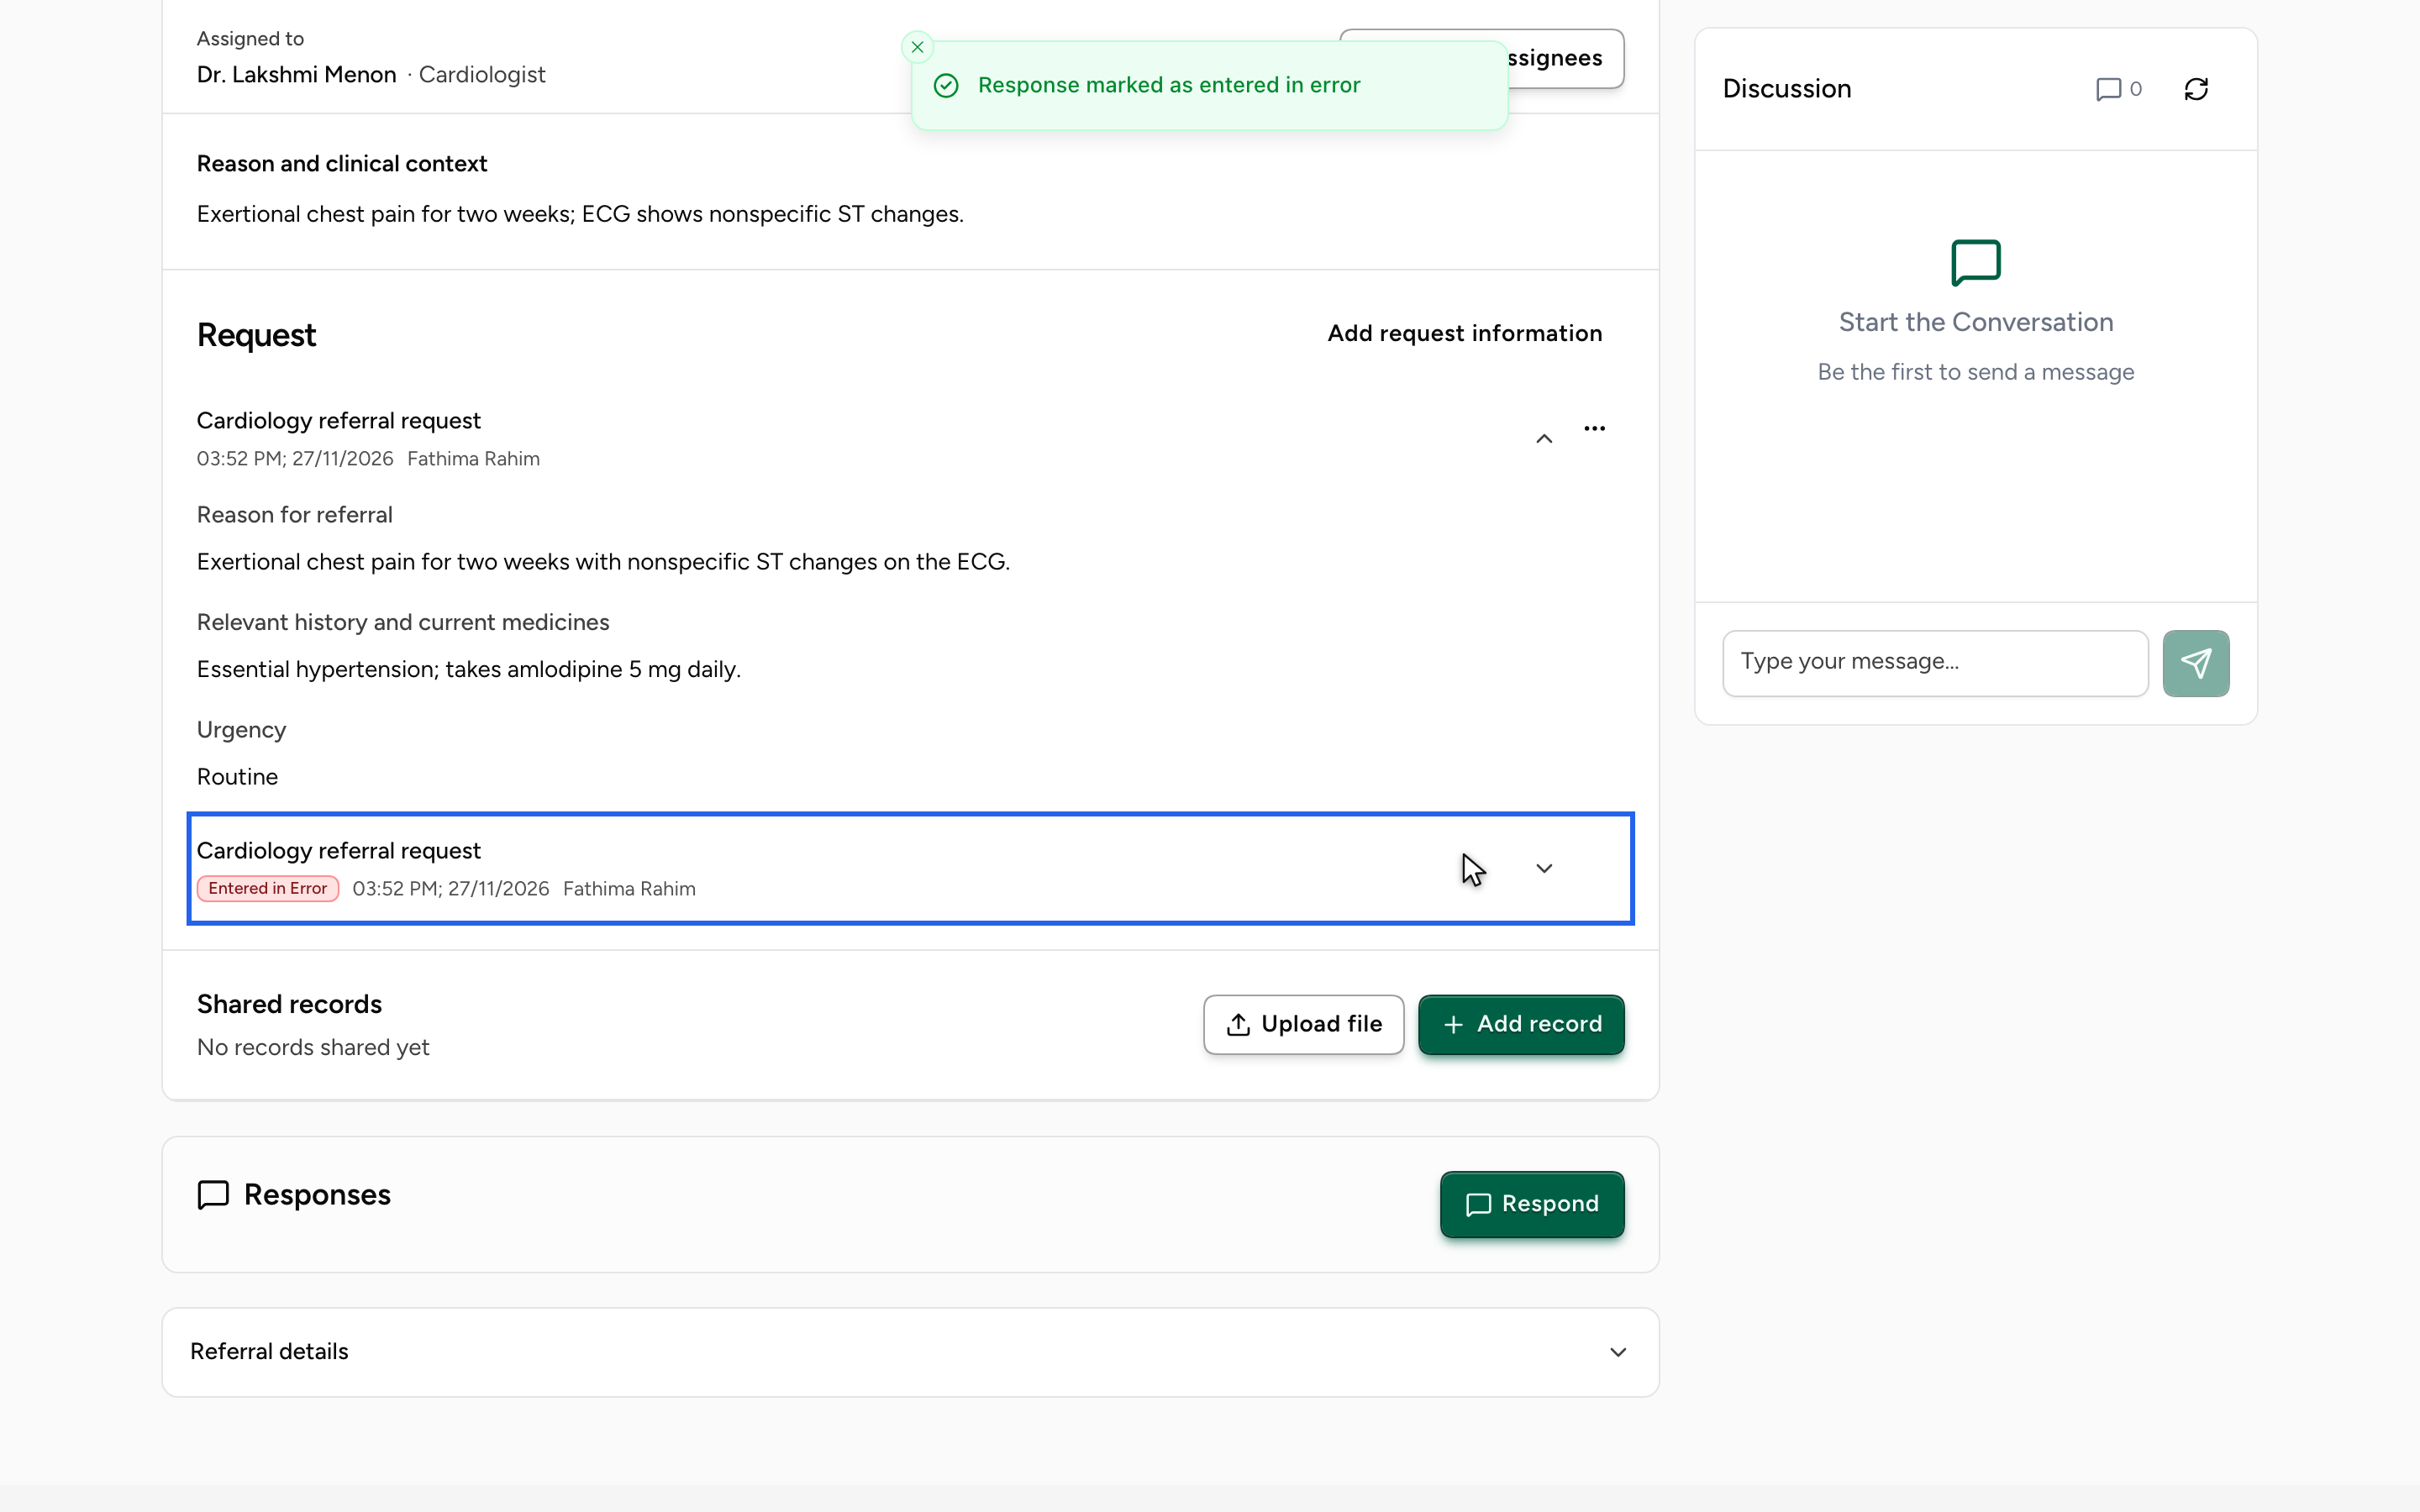 Assigned to
Dr. Lakshmi Menon · Cardiologist
ssignees
Response marked as entered in error
Reason and clinical context
Exertional chest pain for two weeks; ECG shows nonspecific ST changes.
Request
Add request information
Cardiology referral request
03:52 PM; 27/11/2026 Fathima Rahim
Reason for referral
Exertional chest pain for two weeks with nonspecific ST changes on the ECG.
Relevant history and current medicines
Essential hypertension; takes amlodipine 5 mg daily.
Urgency
Routine
Cardiology referral request
Entered in Error 03:52 PM; 27/11/2026 Fathima Rahim
Shared records
No records shared yet
Upload file
Add record
Responses
Respond
Referral details
Discussion
0
Start the Conversation
Be the first to send a message
Type your message...